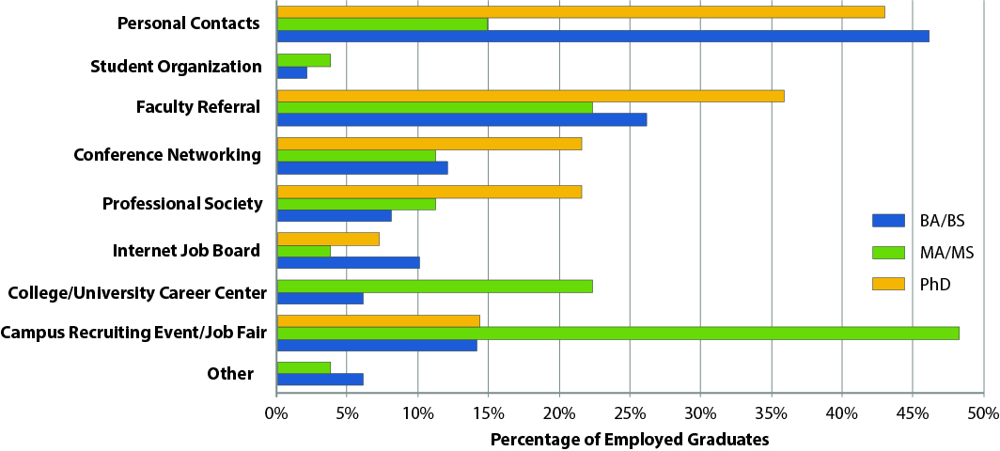 Personal Contacts
Student Organization
Faculty Referral
Conference Networking
Professional Society
Internet Job Board
College/University Career Center
Campus Recruiting Event/Job Fair
Other
BA/BS
MA/MS
PhD
0% 5% 10% 15% 20% 25% 30% 35% 40% 45% 50%
Percentage of Employed Graduates